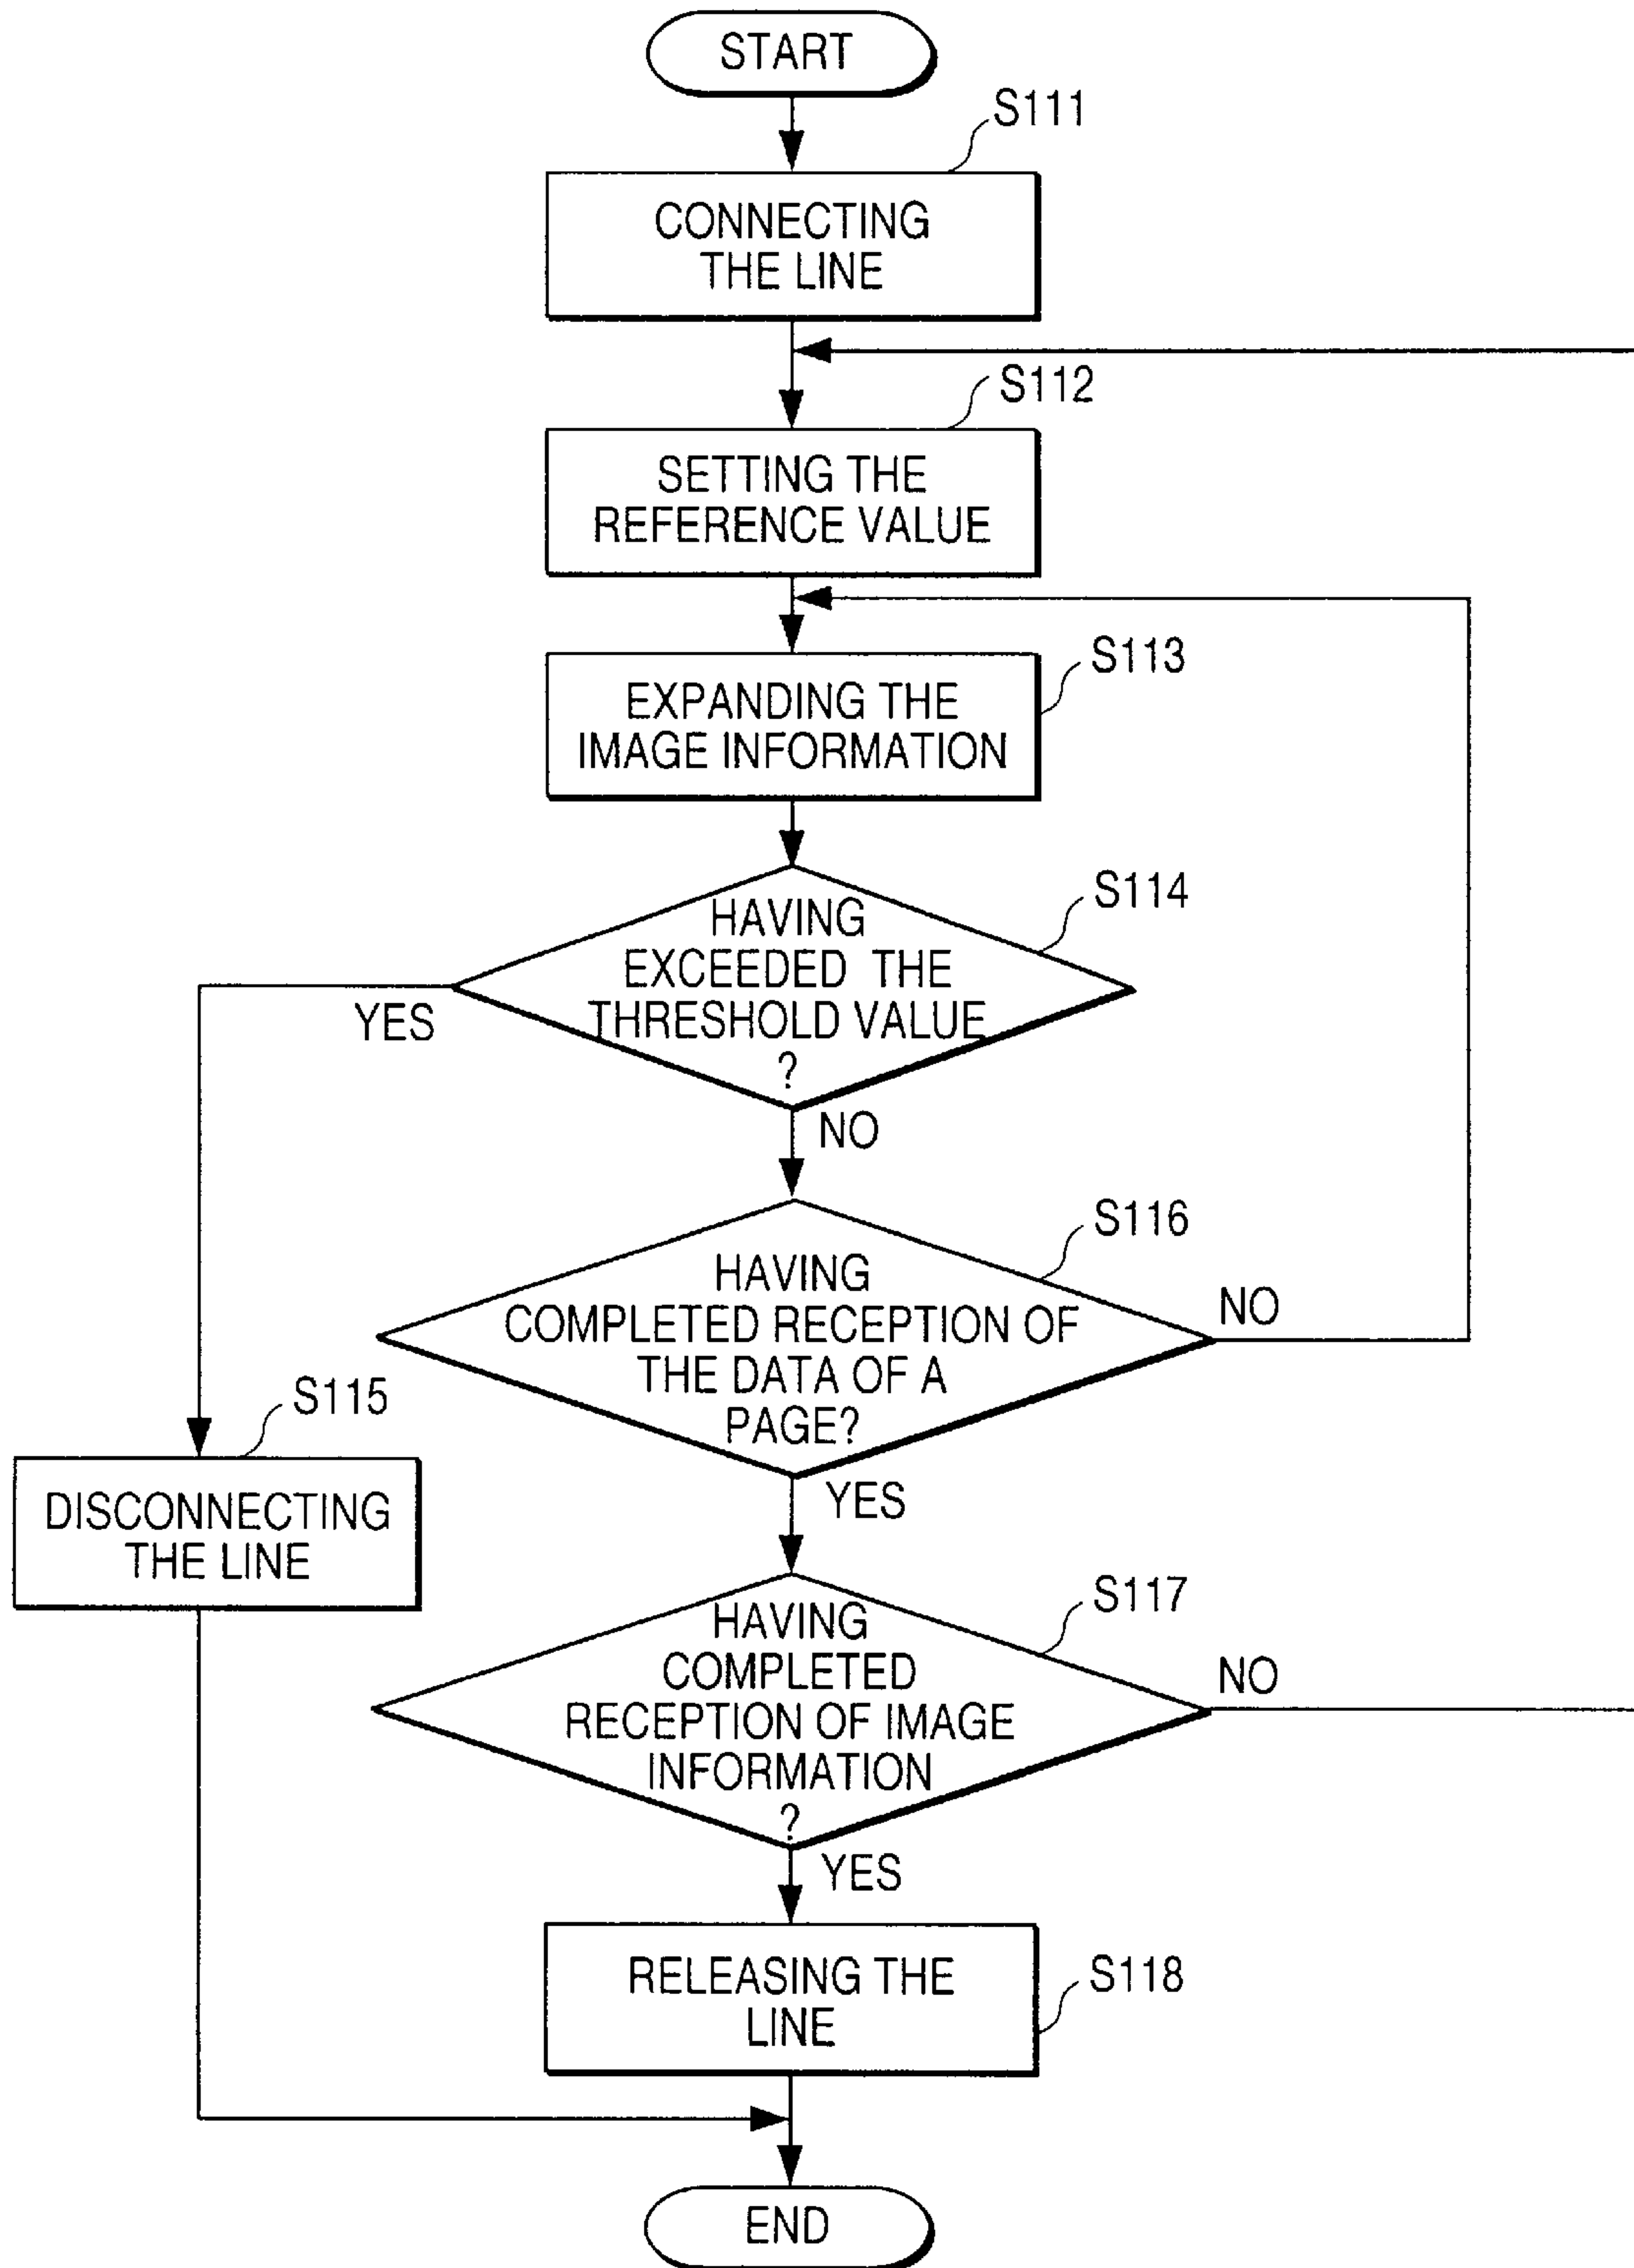 START
S111
CONNECTING
THE LINE
S112
SETTING THE
REFERENCE VALUE
S113
EXPANDING THE
IMAGE INFORMATION
S114
HAVING
EXCEEDED THE
THRESHOLD VALUE
?
YES
NO
S116
HAVING
COMPLETED RECEPTION OF
THE DATA OF A
PAGE?
NO
YES
S115
DISCONNECTING
THE LINE
S117
HAVING
COMPLETED
RECEPTION OF IMAGE
INFORMATION
?
NO
YES
S118
RELEASING THE
LINE
END